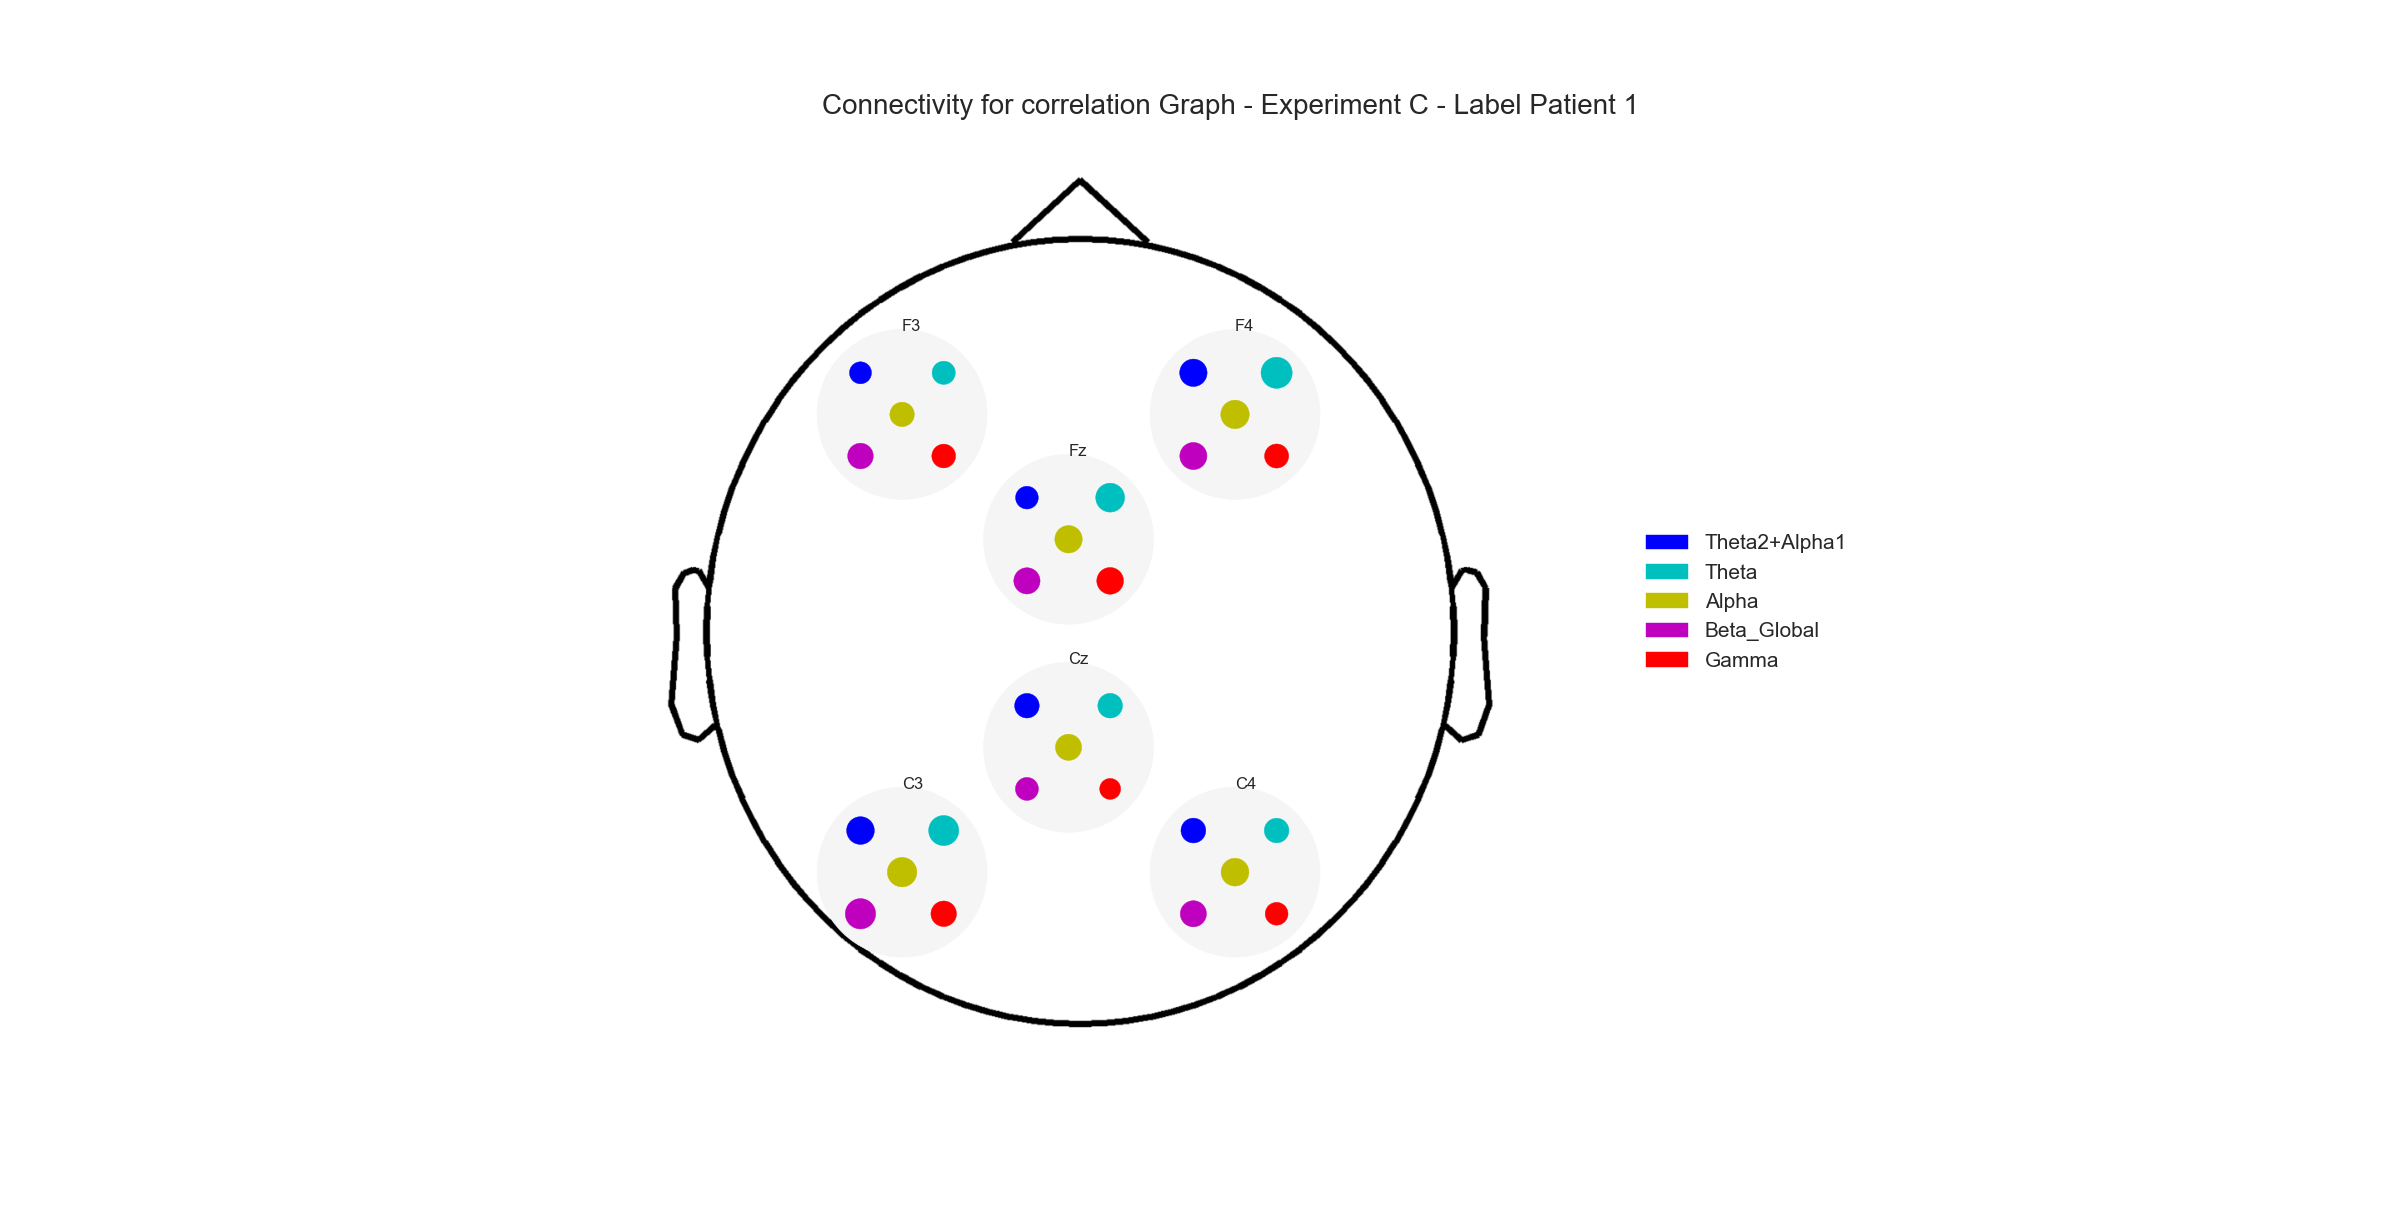 Connectivity for correlation Graph - Experiment C - Label Patient 1
F3
F4
Fz
Cz
C3
C4
Theta2+Alpha1
Theta
Alpha
Beta_Global
Gamma